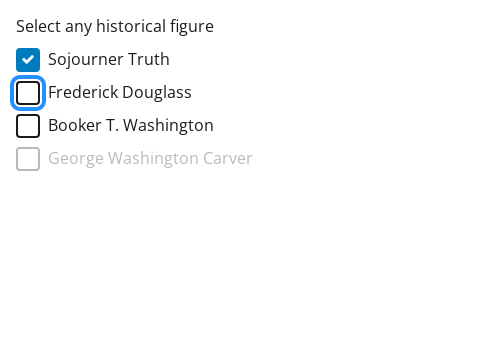 Select any historical figure
Sojourner Truth
Frederick Douglass
Booker T. Washington
George Washington Carver